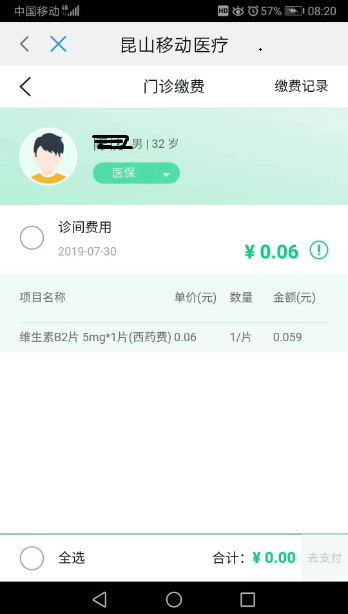 中国移动 57% 08:20
昆山移动医疗
门诊缴费 缴费记录
男 | 32 岁
医保
诊间费用
2019-07-30 ¥ 0.06
项目名称 单价(元) 数量 金额(元)
维生素B2片 5mg*1片(西药费) 0.06 1/片 0.059
全选 合计: ¥ 0.00 去支付